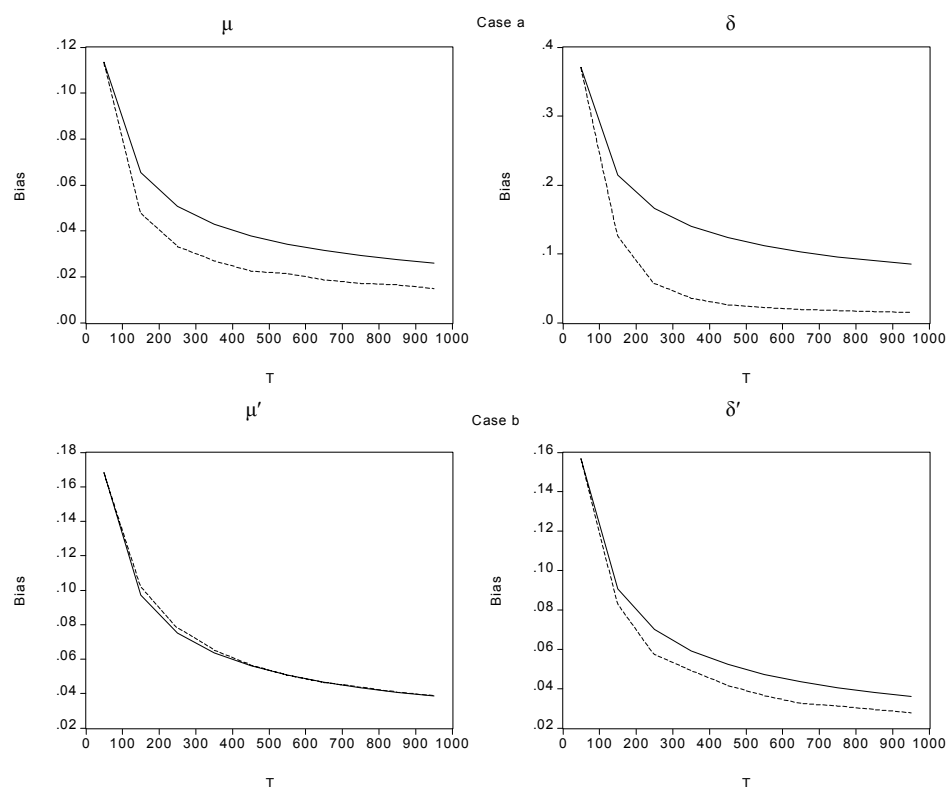 μ Case a δ
.12 .10 .08 .06 .04 .02 .00
Bias
0 100 200 300 400 500 600 700 800 900 1000
T
.4 .3 .2 .1 .0
Bias
0 100 200 300 400 500 600 700 800 900 1000
T
μ′ Case b δ′
.18 .16 .14 .12 .10 .08 .06 .04 .02
Bias
0 100 200 300 400 500 600 700 800 900 1000
T
.16 .14 .12 .10 .08 .06 .04 .02
Bias
0 100 200 300 400 500 600 700 800 900 1000
T